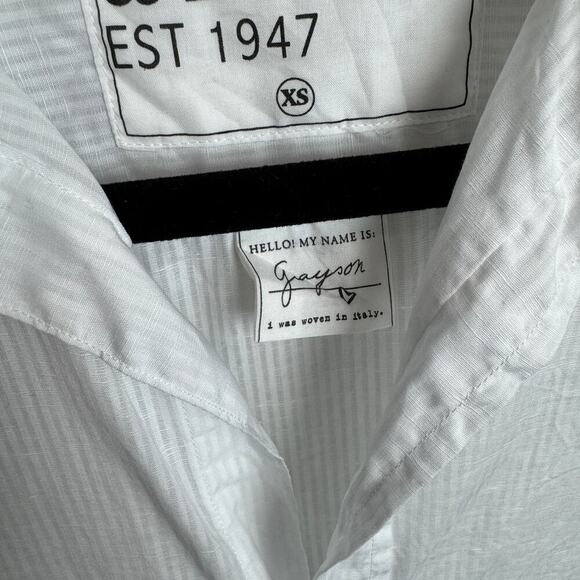 EST 1947
XS
HELLO! MY NAME IS:
Grayson
i was woven in italy.